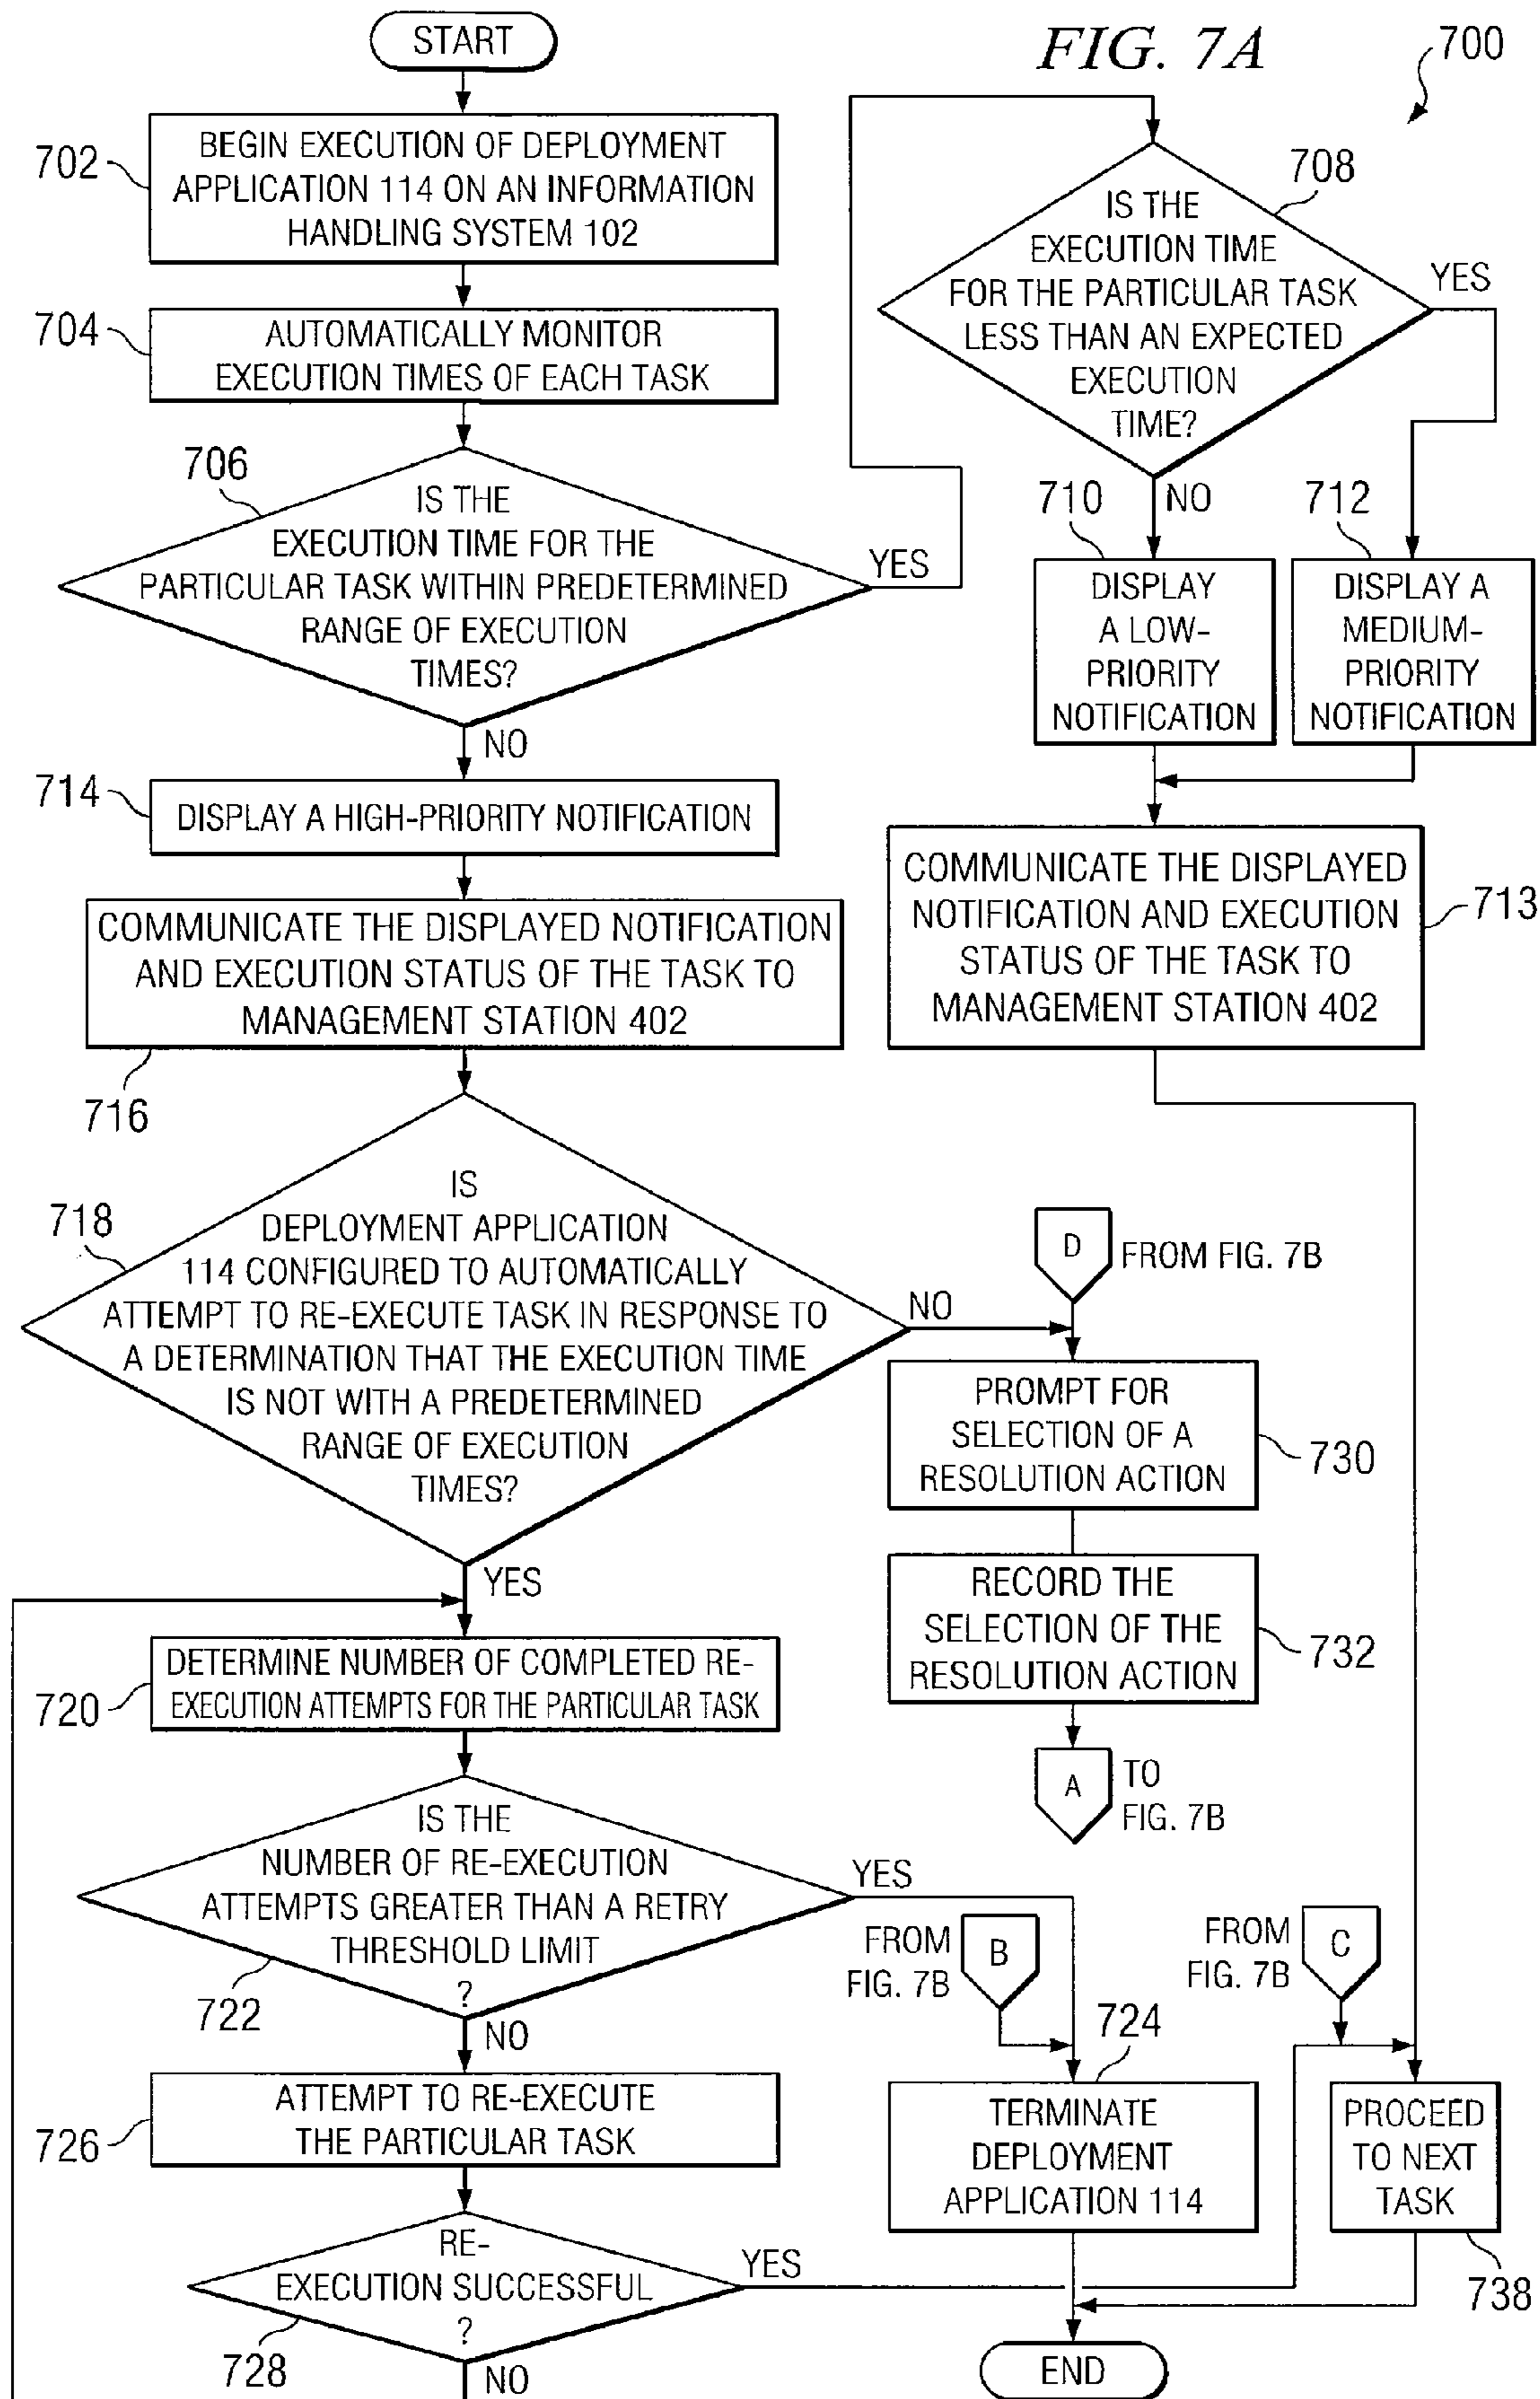 START
FIG. 7A
700
702
BEGIN EXECUTION OF DEPLOYMENT
APPLICATION 114 ON AN INFORMATION
HANDLING SYSTEM 102
704
AUTOMATICALLY MONITOR
EXECUTION TIMES OF EACH TASK
706
IS THE
EXECUTION TIME FOR THE
PARTICULAR TASK WITHIN PREDETERMINED
RANGE OF EXECUTION
TIMES?
YES
NO
708
IS THE
EXECUTION TIME
FOR THE PARTICULAR TASK
LESS THAN AN EXPECTED
EXECUTION
TIME?
YES
NO
710
DISPLAY
A LOW-
PRIORITY
NOTIFICATION
712
DISPLAY A
MEDIUM-
PRIORITY
NOTIFICATION
COMMUNICATE THE DISPLAYED
NOTIFICATION AND EXECUTION
STATUS OF THE TASK TO
MANAGEMENT STATION 402
713
714
DISPLAY A HIGH-PRIORITY NOTIFICATION
COMMUNICATE THE DISPLAYED NOTIFICATION
AND EXECUTION STATUS OF THE TASK TO
MANAGEMENT STATION 402
716
718
IS
DEPLOYMENT APPLICATION
114 CONFIGURED TO AUTOMATICALLY
ATTEMPT TO RE-EXECUTE TASK IN RESPONSE TO
A DETERMINATION THAT THE EXECUTION TIME
IS NOT WITH A PREDETERMINED
RANGE OF EXECUTION
TIMES?
NO
YES
D
FROM FIG. 7B
PROMPT FOR
SELECTION OF A
RESOLUTION ACTION
730
RECORD THE
SELECTION OF THE
RESOLUTION ACTION
732
A
TO
FIG. 7B
720
DETERMINE NUMBER OF COMPLETED RE-
EXECUTION ATTEMPTS FOR THE PARTICULAR TASK
IS THE
NUMBER OF RE-EXECUTION
ATTEMPTS GREATER THAN A RETRY
THRESHOLD LIMIT
?
722
YES
NO
FROM
FIG. 7B
B
FROM
FIG. 7B
C
724
TERMINATE
DEPLOYMENT
APPLICATION 114
PROCEED
TO NEXT
TASK
738
726
ATTEMPT TO RE-EXECUTE
THE PARTICULAR TASK
RE-
EXECUTION SUCCESSFUL
?
728
YES
NO
END